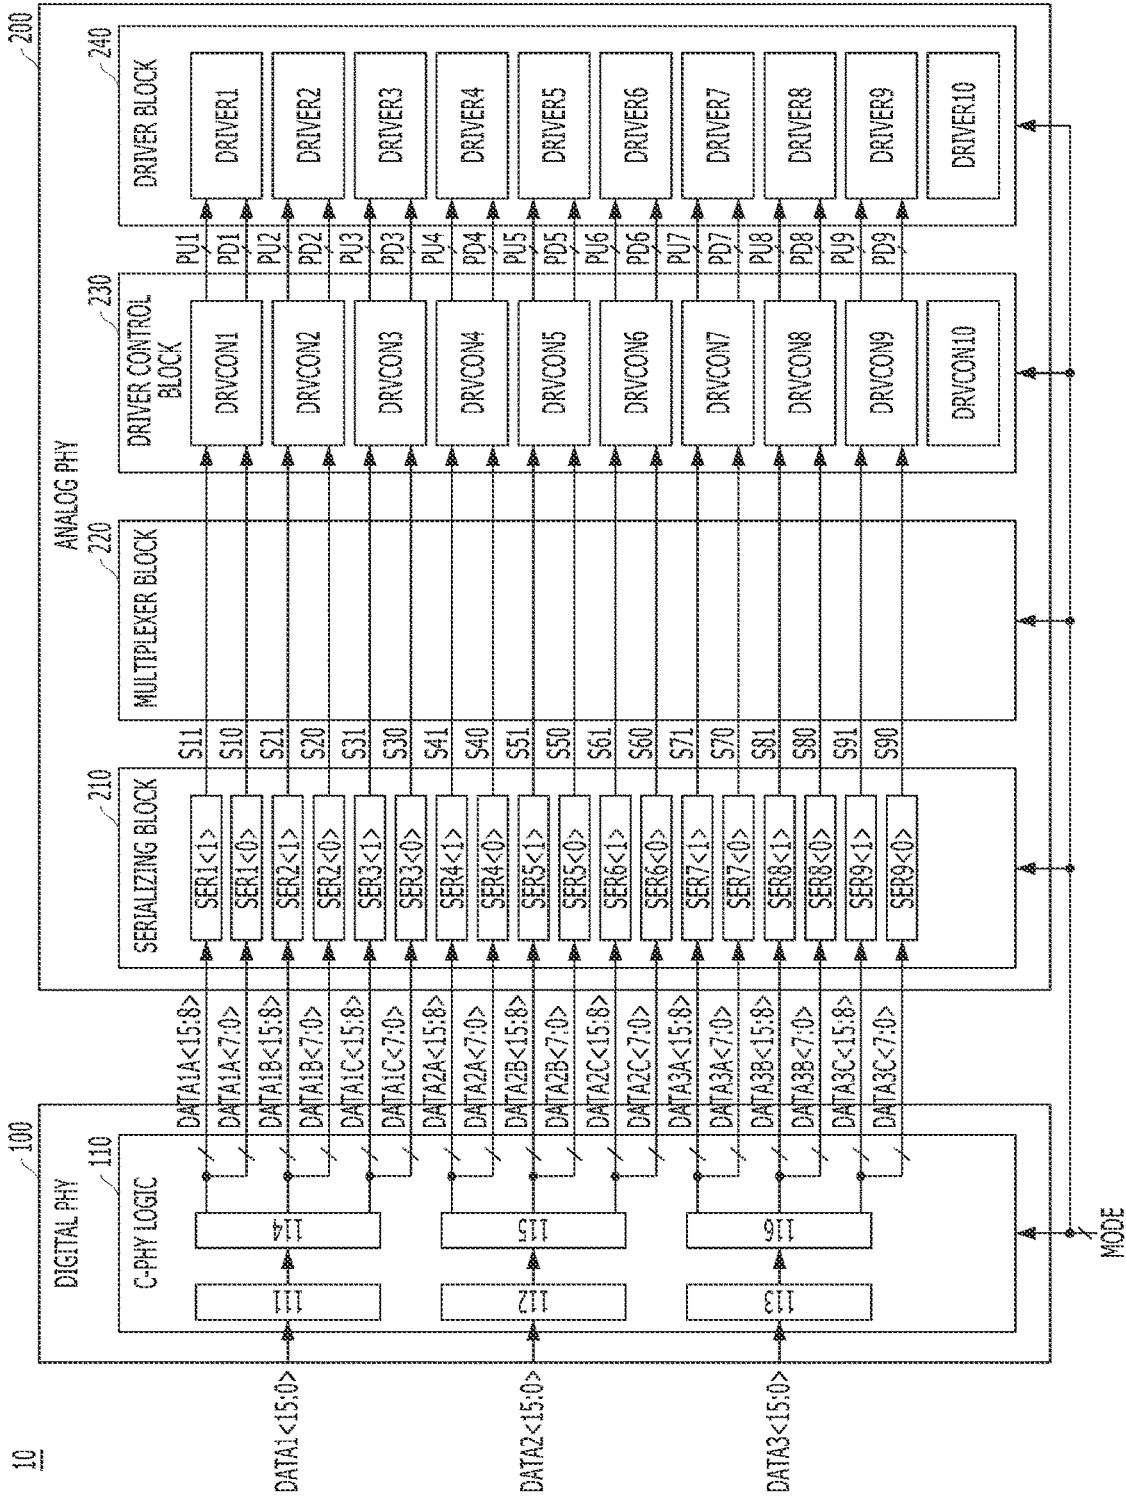 10
DIGITAL PHY
100
C-PHY LOGIC
110
DATA1<15:0>
DATA2<15:0>
DATA3<15:0>
111
112
113
114
115
116
DATA1A<15:8>
DATA1A<7:0>
DATA1B<15:8>
DATA1B<7:0>
DATA1C<15:8>
DATA1C<7:0>
DATA2A<15:8>
DATA2A<7:0>
DATA2B<15:8>
DATA2B<7:0>
DATA2C<15:8>
DATA2C<7:0>
DATA3A<15:8>
DATA3A<7:0>
DATA3B<15:8>
DATA3B<7:0>
DATA3C<15:8>
DATA3C<7:0>
MODE
ANALOG PHY
200
SERIALIZING BLOCK
210
SER1<1>
SER1<0>
SER2<1>
SER2<0>
SER3<1>
SER3<0>
SER4<1>
SER4<0>
SER5<1>
SER5<0>
SER6<1>
SER6<0>
SER7<1>
SER7<0>
SER8<1>
SER8<0>
SER9<1>
SER9<0>
S11
S10
S21
S20
S31
S30
S41
S40
S51
S50
S61
S60
S71
S70
S81
S80
S91
S90
MULTIPLEXER BLOCK
220
DRIVER CONTROL
BLOCK
230
DRVCON1
DRVCON2
DRVCON3
DRVCON4
DRVCON5
DRVCON6
DRVCON7
DRVCON8
DRVCON9
DRVCON10
PU1
PD1
PU2
PD2
PU3
PD3
PU4
PD4
PU5
PD5
PU6
PD6
PU7
PD7
PU8
PD8
PU9
PD9
DRIVER BLOCK
240
DRIVER1
DRIVER2
DRIVER3
DRIVER4
DRIVER5
DRIVER6
DRIVER7
DRIVER8
DRIVER9
DRIVER10